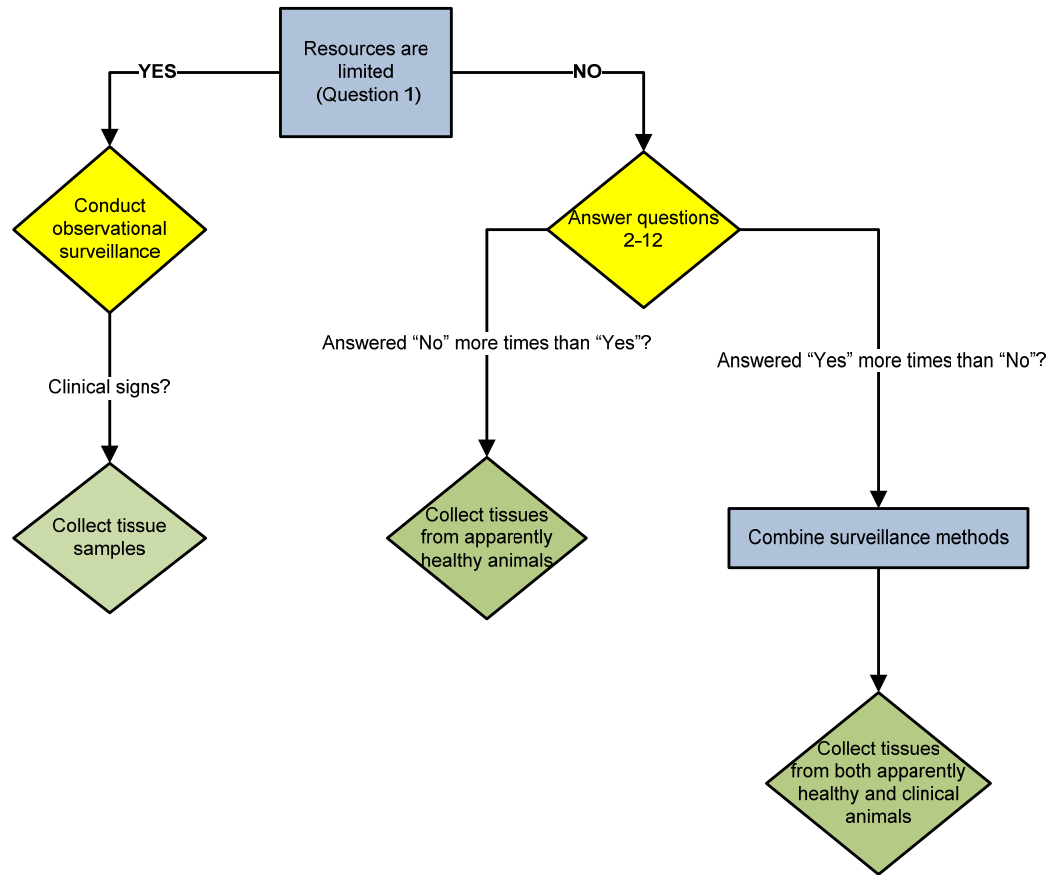 Resources are
limited
(Question 1)
YES
NO
Conduct
observational
surveillance
Answer questions
2-12
Answered “No” more times than “Yes”?
Answered “Yes” more times than “No”?
Clinical signs?
Collect tissue
samples
Collect tissues
from apparently
healthy animals
Combine surveillance methods
Collect tissues
from both apparently
healthy and clinical
animals